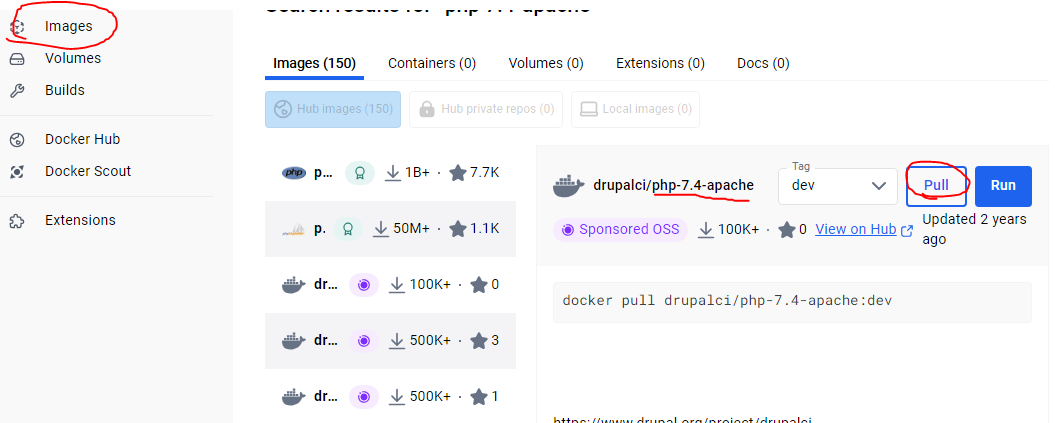 Search results for "php-7.4-apache"
Images
Volumes
Builds
Docker Hub
Docker Scout
Extensions
Images (150) Containers (0) Volumes (0) Extensions (0) Docs (0)
Hub images (150) Hub private repos (0) Local images (0)
php p... 1B+ · 7.7K
p. 50M+ · 1.1K
dr... 100K+ · 0
dr... 500K+ · 3
dr... 500K+ · 1
drupalci/php-7.4-apache
Tag
dev
Pull
Run
Sponsored OSS 100K+ · 0 View on Hub
Updated 2 years
ago
docker pull drupalci/php-7.4-apache:dev
https://www.drupal.org/project/drupalci